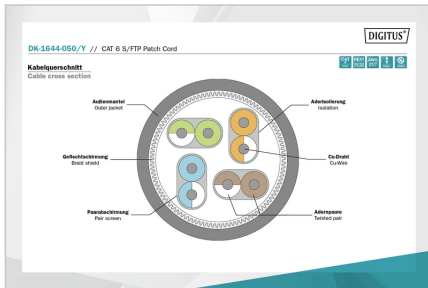 DIGITUS
DK-1644-050/Y // CAT 6 S/FTP Patch Cord
Kabelquerschnitt
Cable cross section
Außenmantel
Outer jacket
Aderisolierung
Isolation
Geflechtschirmung
Braid shield
Cu-Draht
Cu-Wire
Paarabschirmung
Pair screen
Adernpaare
Twisted pair